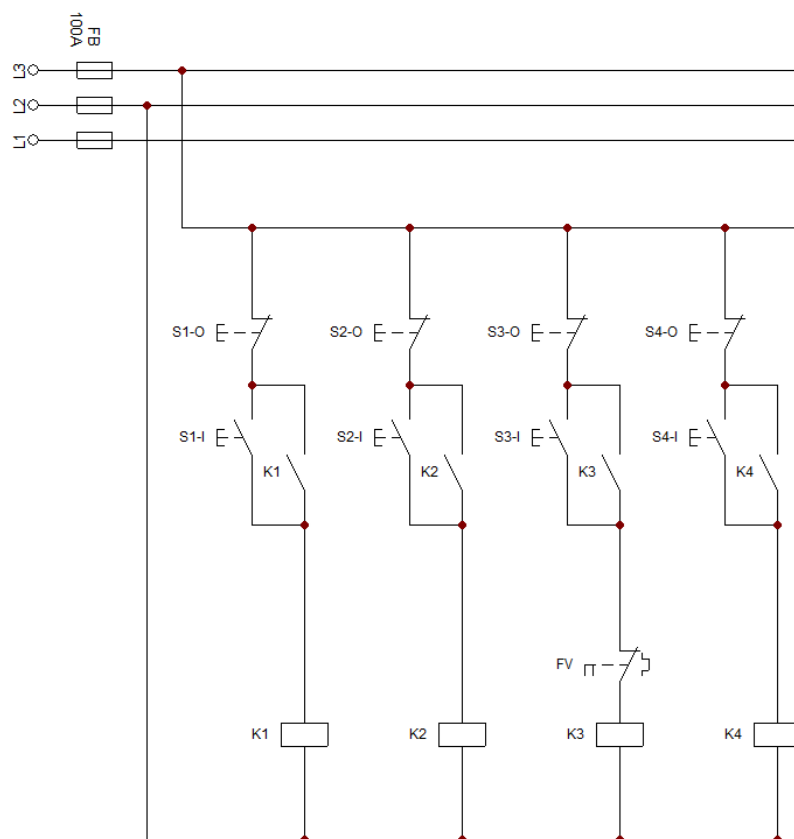 FB
100A
L3
L2
L1
S1-O
S2-O
S3-O
S4-O
S1-I
S2-I
S3-I
S4-I
K1
K2
K3
K4
FV
K1
K2
K3
K4